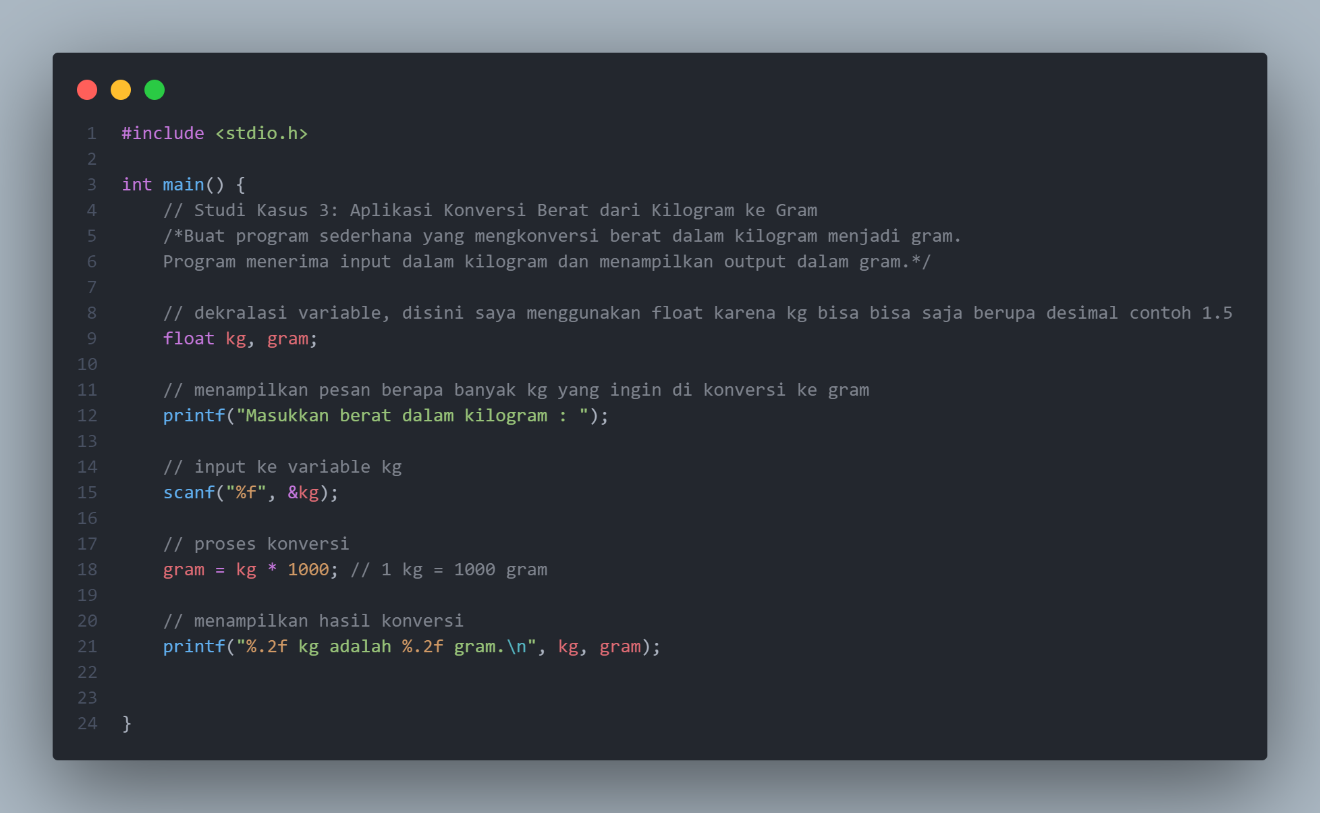 1 #include <stdio.h>
2
3 int main() {
4     // Studi Kasus 3: Aplikasi Konversi Berat dari Kilogram ke Gram
5     /*Buat program sederhana yang mengkonversi berat dalam kilogram menjadi gram.
6     Program menerima input dalam kilogram dan menampilkan output dalam gram.*/
7
8     // dekralasi variable, disini saya menggunakan float karena kg bisa bisa saja berupa desimal contoh 1.5
9     float kg, gram;
10
11     // menampilkan pesan berapa banyak kg yang ingin di konversi ke gram
12     printf("Masukkan berat dalam kilogram : ");
13
14     // input ke variable kg
15     scanf("%f", &kg);
16
17     // proses konversi
18     gram = kg * 1000; // 1 kg = 1000 gram
19
20     // menampilkan hasil konversi
21     printf("%.2f kg adalah %.2f gram.\n", kg, gram);
22
23
24 }